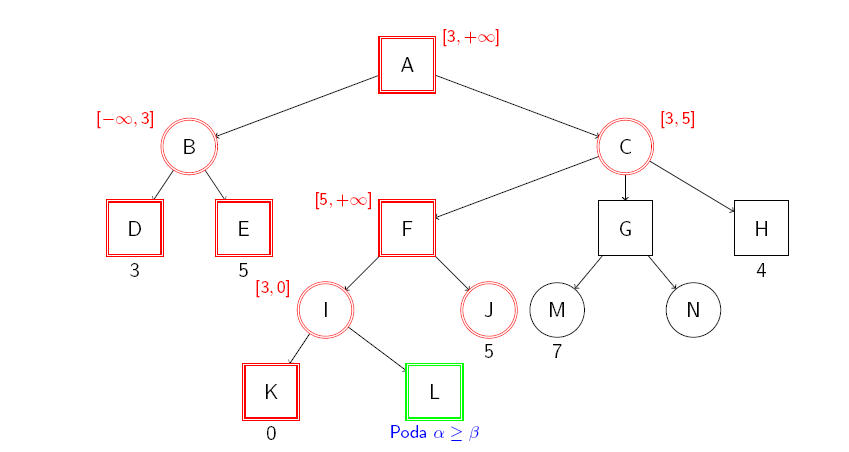 [3, +∞]
A
[−∞, 3]
B
[3, 5]
C
[5, +∞]
D
E
F
G
H
3
5
4
[3, 0]
I
J
M
N
5
7
K
L
0
Poda α ≥ β